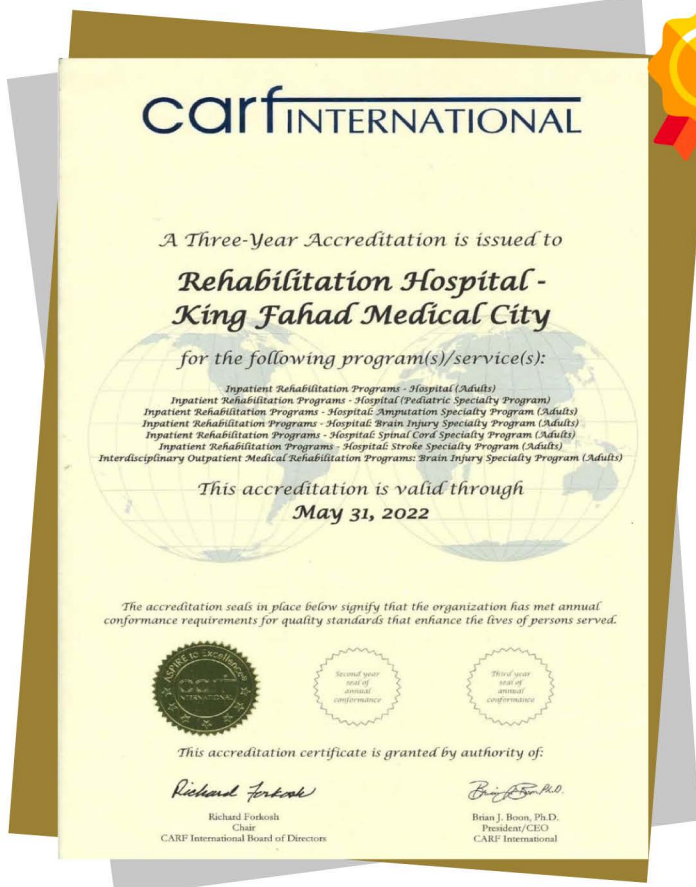 carf INTERNATIONAL
A Three-Year Accreditation is issued to
Rehabilitation Hospital -
King Fahad Medical City
for the following program(s)/service(s):
Inpatient Rehabilitation Programs - Hospital (Adults)
Inpatient Rehabilitation Programs - Hospital (Pediatric Specialty Program)
Inpatient Rehabilitation Programs - Hospital: Amputation Specialty Program (Adults)
Inpatient Rehabilitation Programs - Hospital: Brain Injury Specialty Program (Adults)
Inpatient Rehabilitation Programs - Hospital: Spinal Cord Specialty Program (Adults)
Inpatient Rehabilitation Programs - Hospital: Stroke Specialty Program (Adults)
Interdisciplinary Outpatient Medical Rehabilitation Programs: Brain Injury Specialty Program (Adults)
This accreditation is valid through
May 31, 2022
The accreditation seals in place below signify that the organization has met annual
conformance requirements for quality standards that enhance the lives of persons served.
ASPIRE to Excellence®
carf
INTERNATIONAL
Second year
seal of
annual
conformance
Third year
seal of
annual
conformance
This accreditation certificate is granted by authority of:
Richard Forkosh
Brian J. Boon, Ph.D.
Richard Forkosh
Chair
CARF International Board of Directors
Brian J. Boon, Ph.D.
President/CEO
CARF International